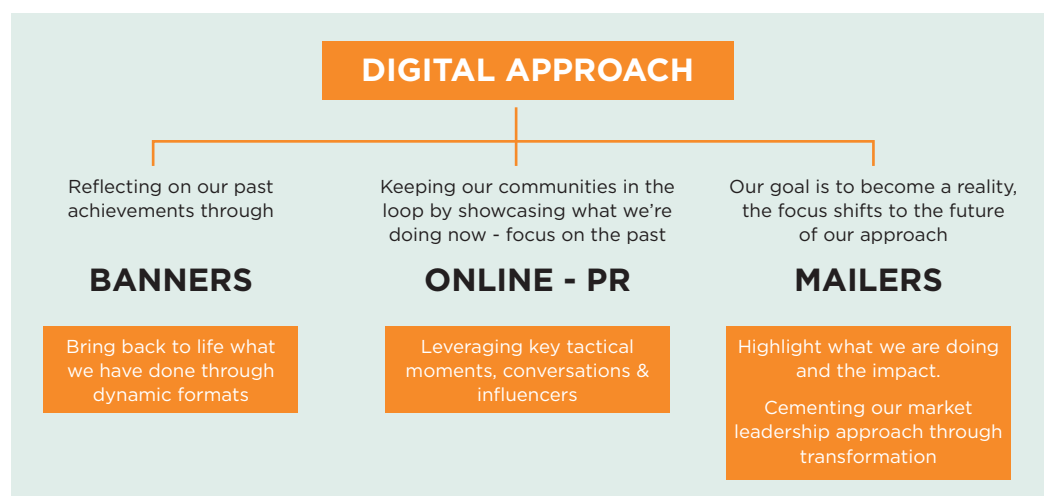 DIGITAL APPROACH
Reflecting on our past
achievements through
BANNERS
Bring back to life what
we have done through
dynamic formats
Keeping our communities in the
loop by showcasing what we’re
doing now - focus on the past
ONLINE - PR
Leveraging key tactical
moments, conversations &
influencers
Our goal is to become a reality,
the focus shifts to the future
of our approach
MAILERS
Highlight what we are doing
and the impact.
Cementing our market
leadership approach through
transformation